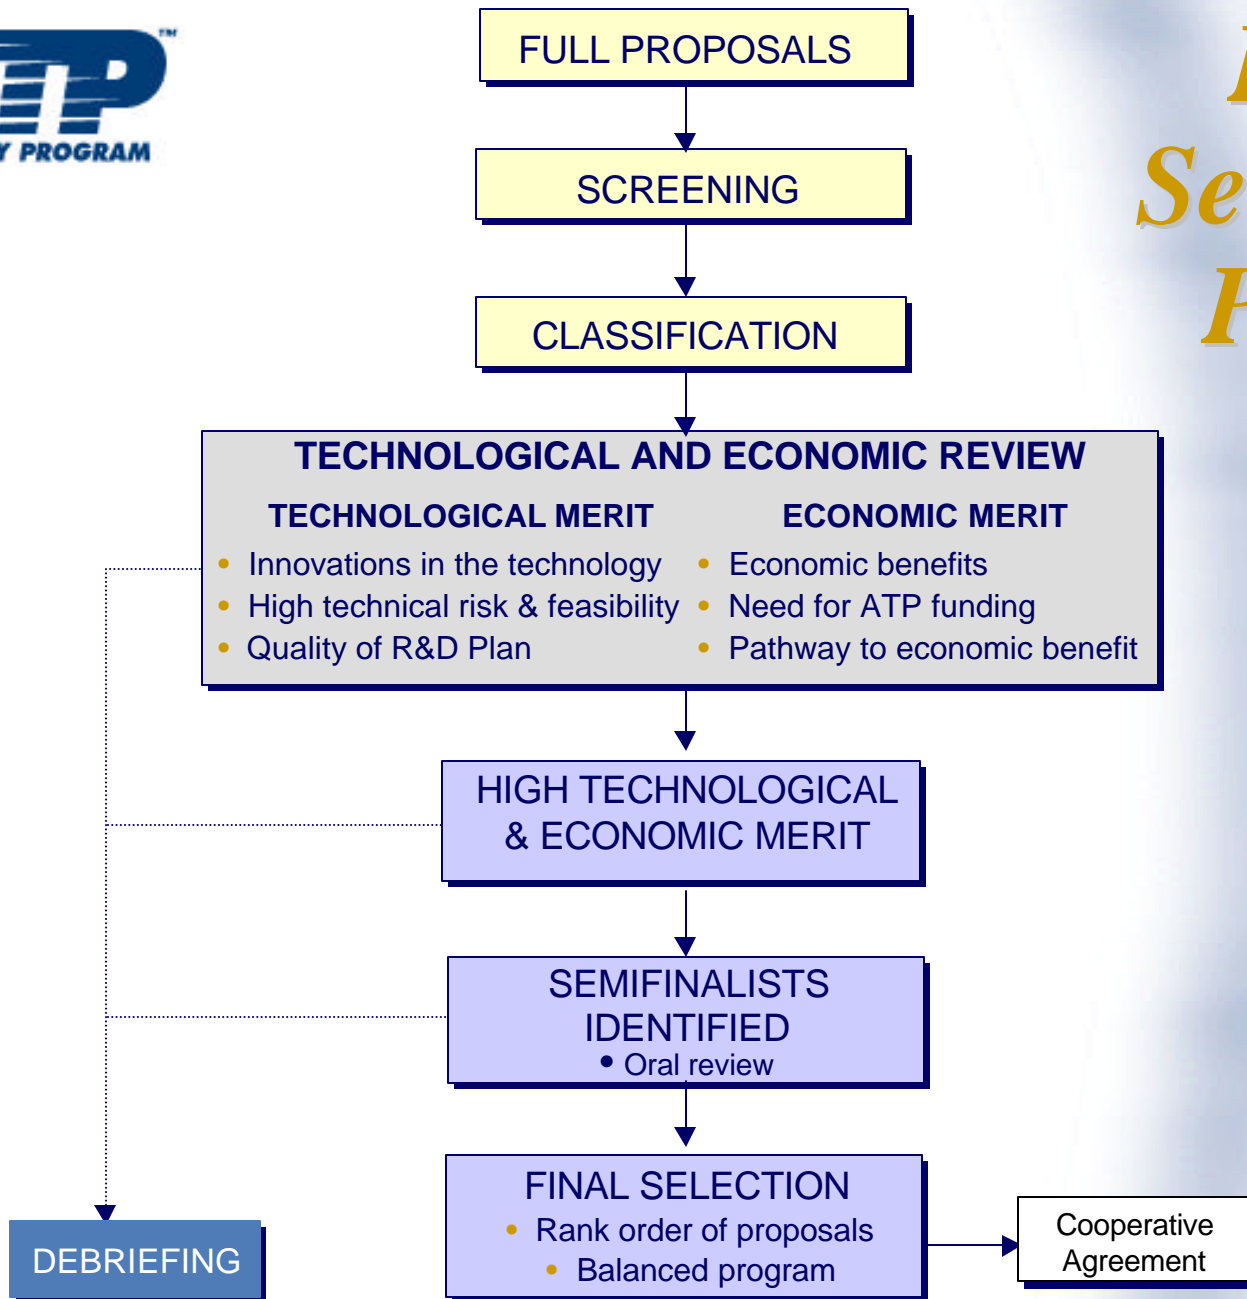 ™
Y PROGRAM
Se
FULL PROPOSALS
SCREENING
CLASSIFICATION
TECHNOLOGICAL AND ECONOMIC REVIEW
TECHNOLOGICAL MERIT
• Innovations in the technology
• High technical risk & feasibility
• Quality of R&D Plan
ECONOMIC MERIT
• Economic benefits
• Need for ATP funding
• Pathway to economic benefit
HIGH TECHNOLOGICAL
& ECONOMIC MERIT
SEMIFINALISTS
IDENTIFIED
• Oral review
FINAL SELECTION
• Rank order of proposals
• Balanced program
Cooperative
Agreement
DEBRIEFING